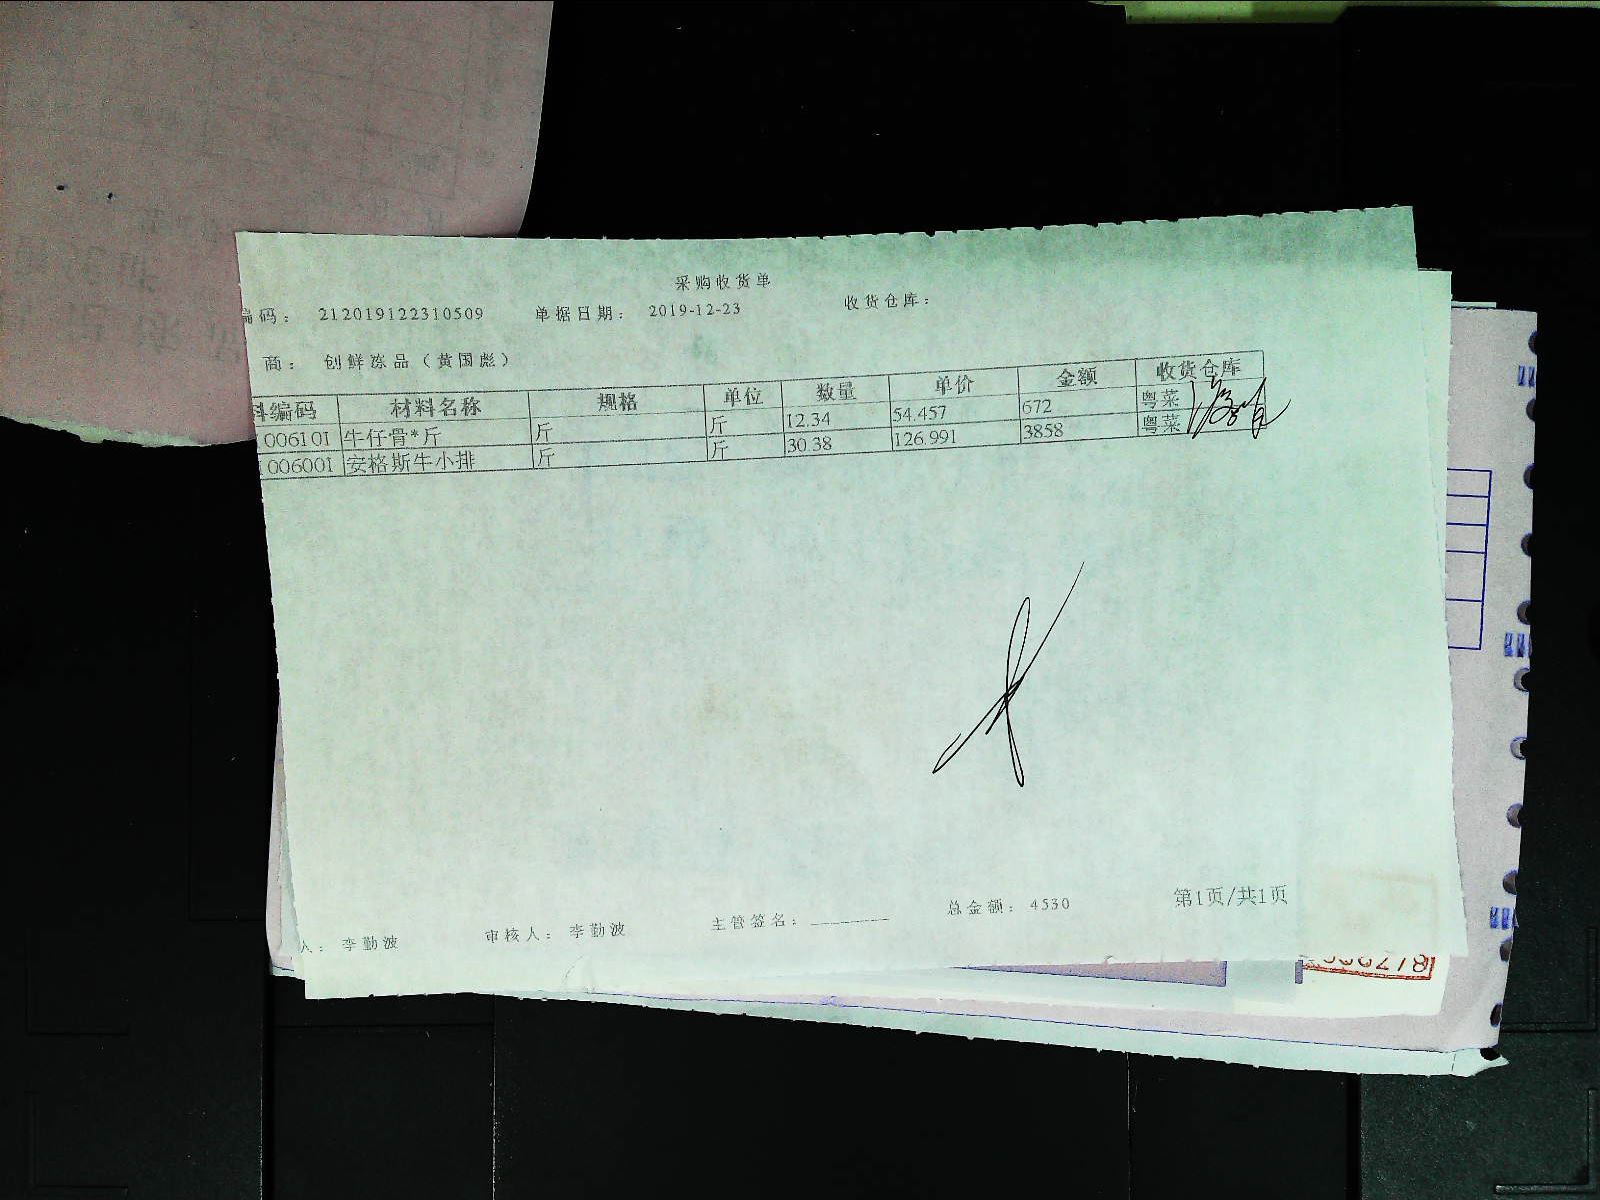 采购收货单
编码： 212019122310509 单据日期： 2019-12-23 收货仓库：
商： 创鲜冻品（黄国彪）
料编码 材料名称 规格 单位 数量 单价 金额 收货仓库
006101 牛仔骨*斤 斤 斤 12.34 54.457 672 粤菜
006001 安格斯牛小排 斤 斤 30.38 126.991 3858 粤菜
人： 李勤波 审核人： 李勤波 主管签名： 总金额： 4530 第1页/共1页